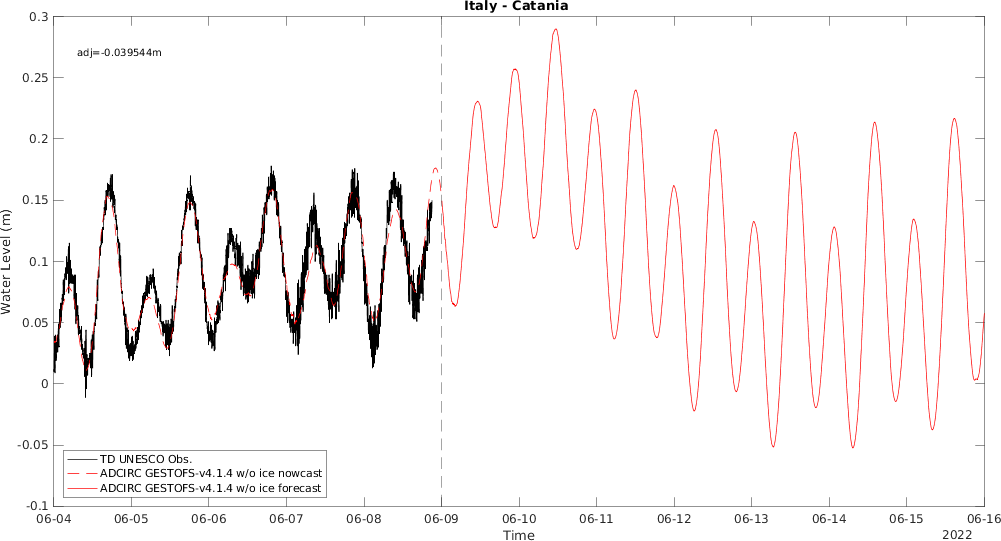 Italy - Catania
adj=-0.039544m
0.3
0.25
0.2
0.15
0.1
0.05
0
-0.05
-0.1
Water Level (m)
TD UNESCO Obs.
ADCIRC GESTOFS-v4.1.4 w/o ice nowcast
ADCIRC GESTOFS-v4.1.4 w/o ice forecast
06-04 06-05 06-06 06-07 06-08 06-09 06-10 06-11 06-12 06-13 06-14 06-15 06-16
Time
2022